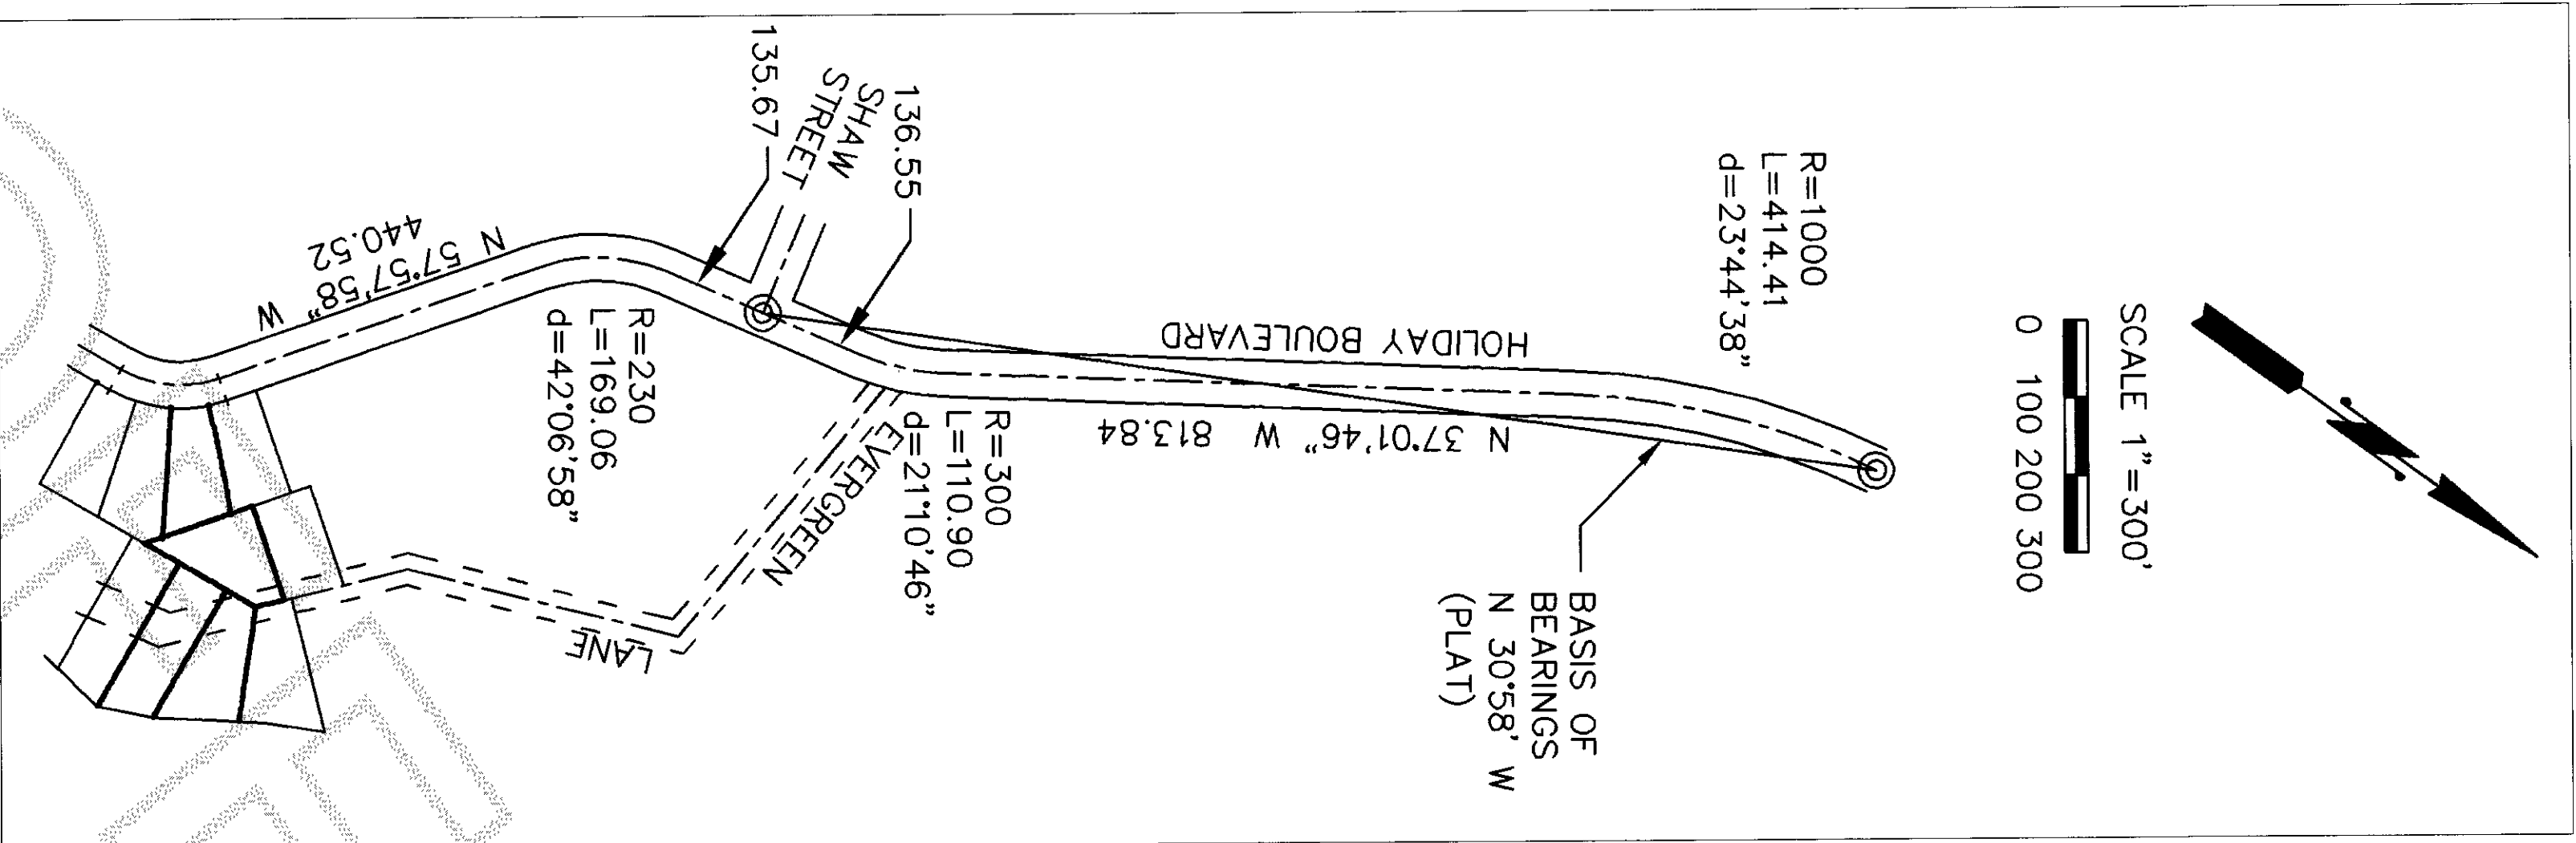 SCALE 1"=300'
0 100 200 300
R=1000
L=414.41
d=23°44'38"
BASIS OF
BEARINGS
N 30°58' W
(PLAT)
HOLIDAY BOULEVARD
N 37°01'46" W 813.84
R=300
L=110.90
d=21°10'46"
136.55
SHAW
STREET
135.67
EVERGREEN
LANE
R=230
L=169.06
d=42°06'58"
N 57°57'58" W
440.52